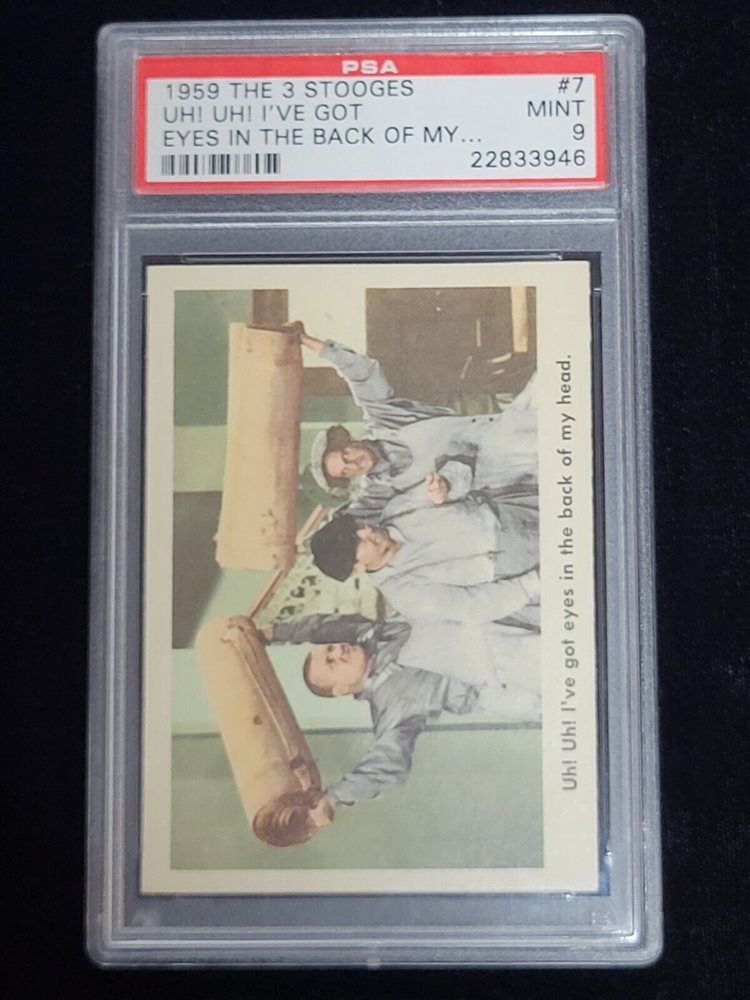 PSA
1959 THE 3 STOOGES #7
UH! UH! I'VE GOT MINT
EYES IN THE BACK OF MY... 9
22833946
Uh! Uh! I've got eyes in the back of my head.